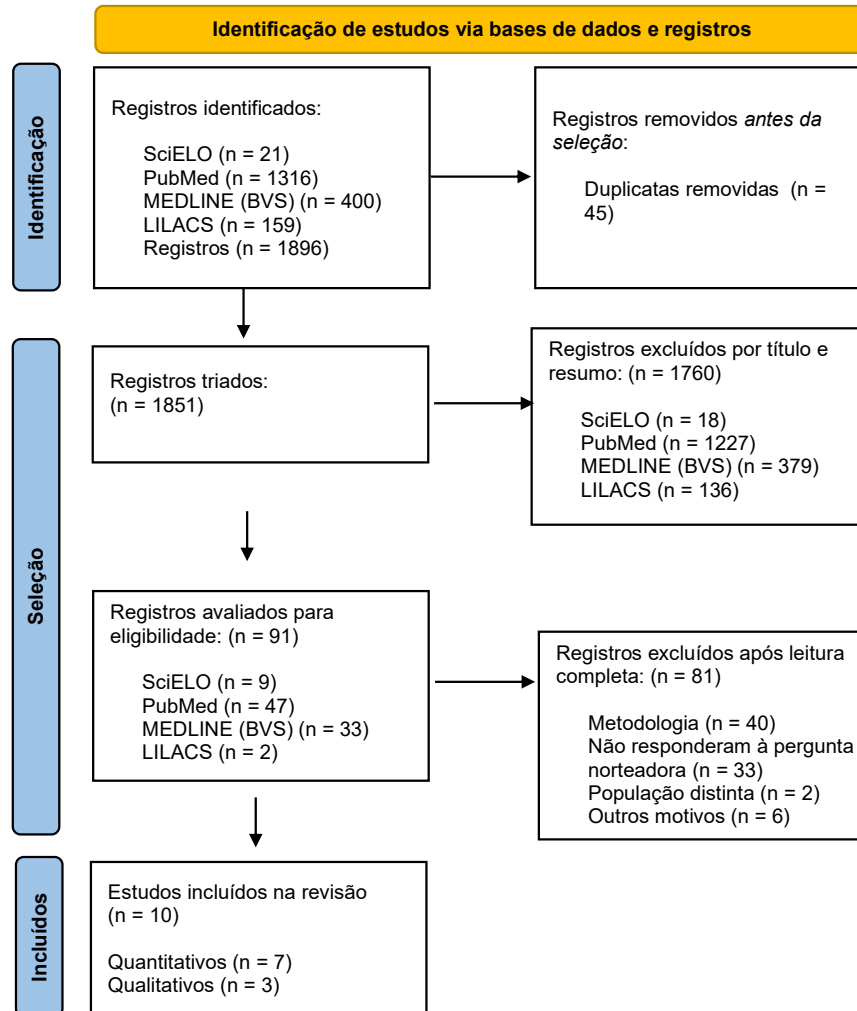 Identificação de estudos via bases de dados e registros
Identificação
Registros identificados:
SciELO (n = 21)
PubMed (n = 1316)
MEDLINE (BVS) (n = 400)
LILACS (n = 159)
Registros (n = 1896)
Registros removidos antes da
seleção:
Duplicatas removidas (n =
45)
Seleção
Registros triados:
(n = 1851)
Registros excluídos por título e
resumo: (n = 1760)
SciELO (n = 18)
PubMed (n = 1227)
MEDLINE (BVS) (n = 379)
LILACS (n = 136)
Registros avaliados para
eligibilidade: (n = 91)
SciELO (n = 9)
PubMed (n = 47)
MEDLINE (BVS) (n = 33)
LILACS (n = 2)
Registros excluídos após leitura
completa: (n = 81)
Metodologia (n = 40)
Não responderam à pergunta
norteadora (n = 33)
População distinta (n = 2)
Outros motivos (n = 6)
Incluídos
Estudos incluídos na revisão
(n = 10)
Quantitativos (n = 7)
Qualitativos (n = 3)